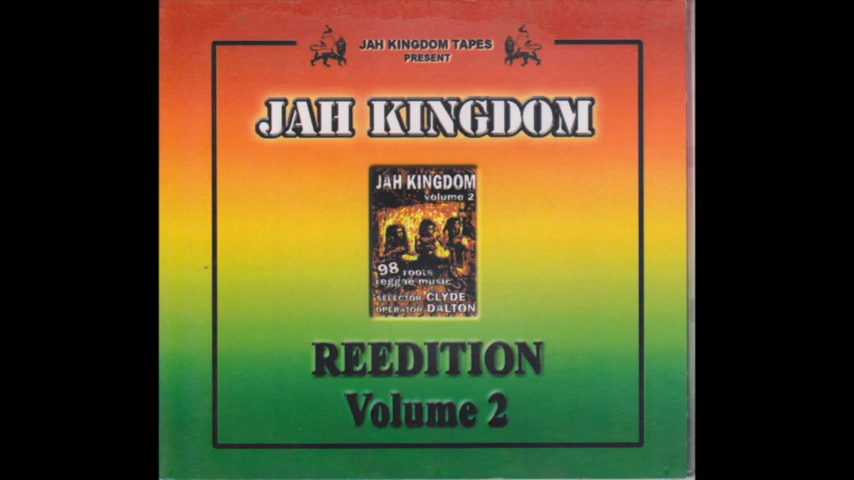 JAH KINGDOM TAPES
PRESENT
JAH KINGDOM
JAH KINGDOM
volume 2
98 roots
reggae music
SELECTOR CLYDE
OPERATOR DALTON
REEDITION
Volume 2